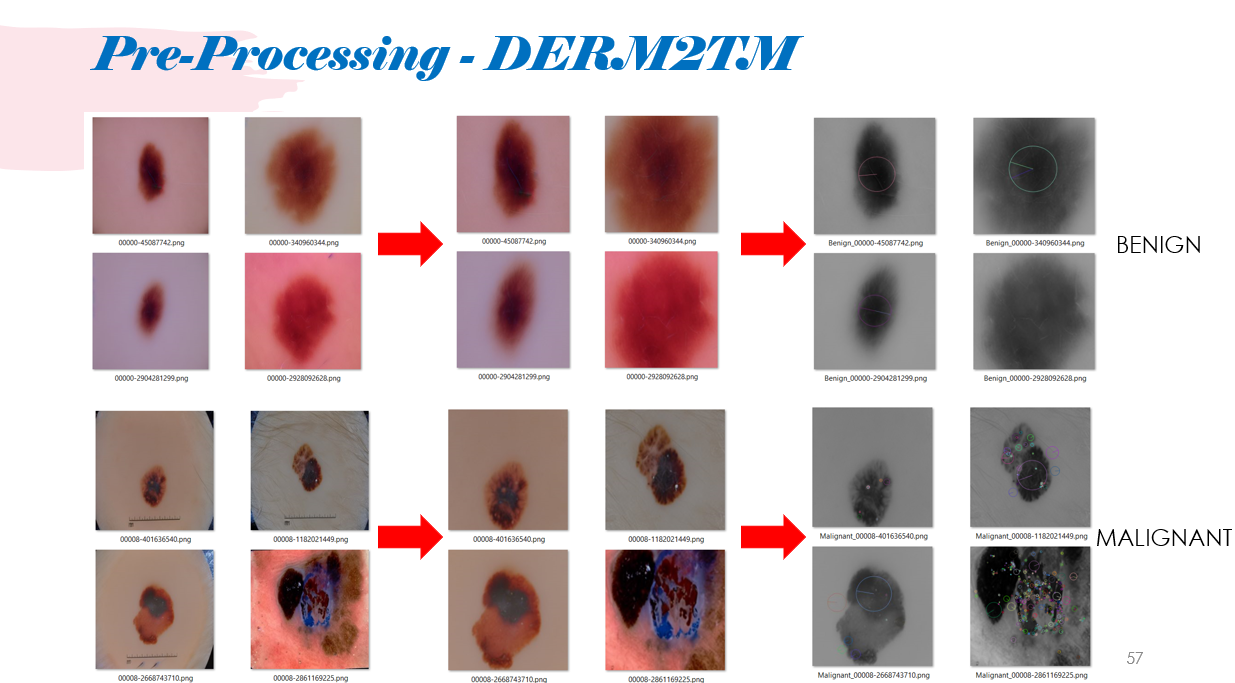 Pre-Processing - DERM2TM
00000-45087742.png
00000-340960344.png
00000-45087742.png
00000-340960344.png
Benign_00000-45087742.png
Benign_00000-340960344.png
BENIGN
00000-2904281299.png
00000-2928092628.png
00000-2904281299.png
00000-2928092628.png
Benign_00000-2904281299.png
Benign_00000-2928092628.png
00008-401636540.png
00008-1182021449.png
00008-401636540.png
00008-1182021449.png
Malignant_00008-401636540.png
Malignant_00008-1182021449.png
MALIGNANT
00008-2668743710.png
00008-2861169225.png
00008-2668743710.png
00008-2861169225.png
Malignant_00008-2668743710.png
Malignant_00008-2861169225.png
57